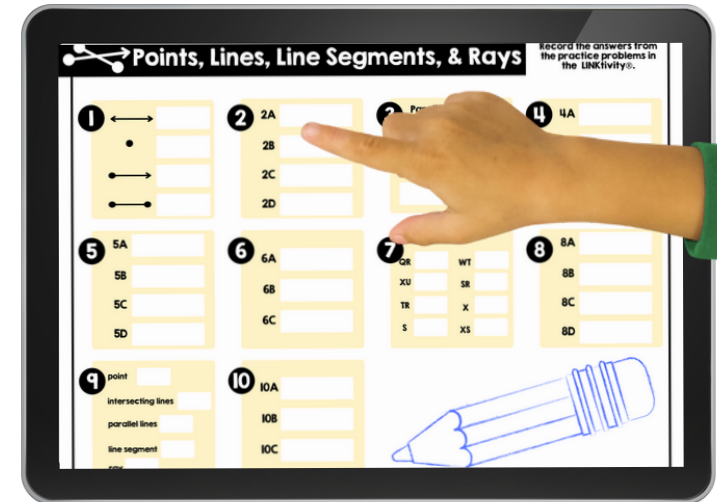 Points, Lines, Line Segments, & Rays
Record the answers from
the practice problems in
the LINKtivity®.
1
2
2A
2B
2C
2D
3
4
4A
5
5A
5B
5C
5D
6
6A
6B
6C
7
QR
WT
XU
SR
TR
X
S
XS
8
8A
8B
8C
8D
9
point
intersecting lines
parallel lines
line segment
ray
10
10A
10B
10C